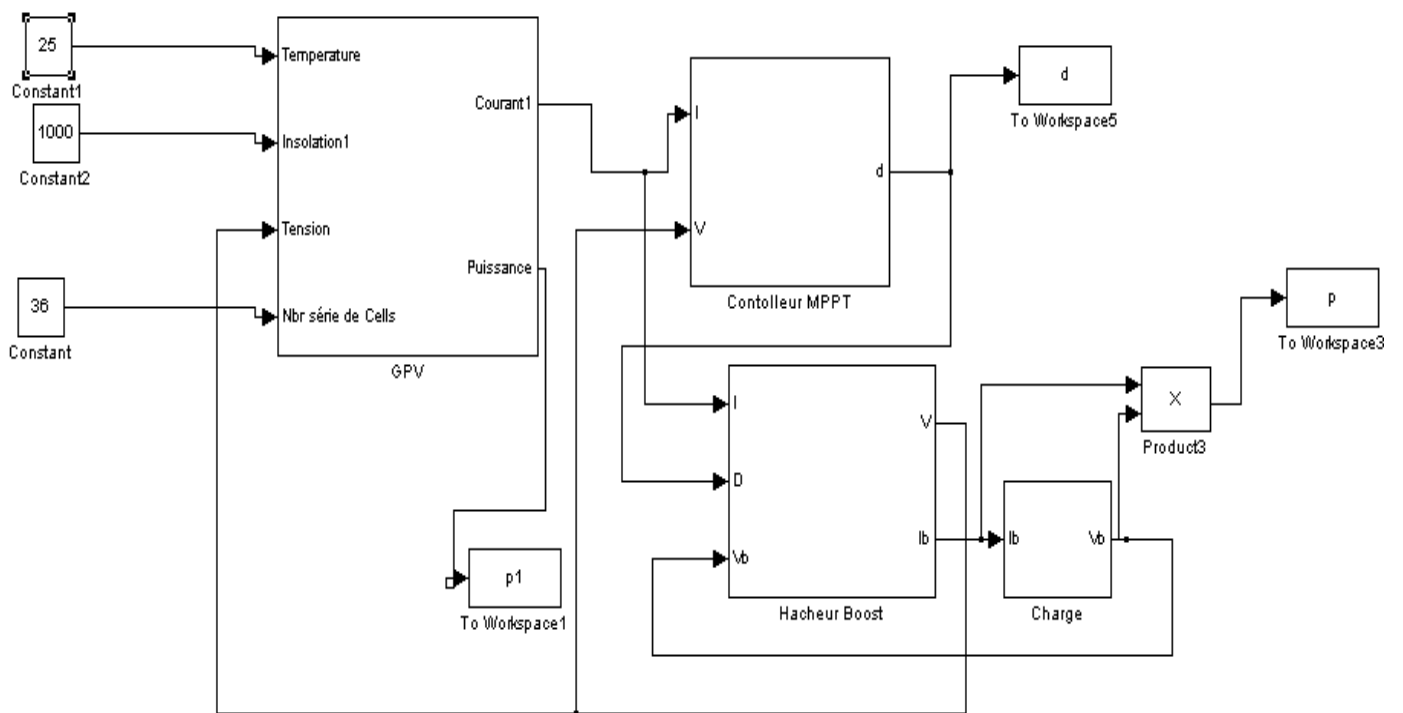 25
Constant1
1000
Constant2
36
Constant
Temperature
Insolation1
Tension
Nbr série de Cells
Courant1
Puissance
GPV
I
V
d
Contolleur MPPT
d
To Workspace5
p
To Workspace3
X
Product3
I
D
Vb
V
Ib
Hacheur Boost
Ib
Vb
Charge
p1
To Workspace1